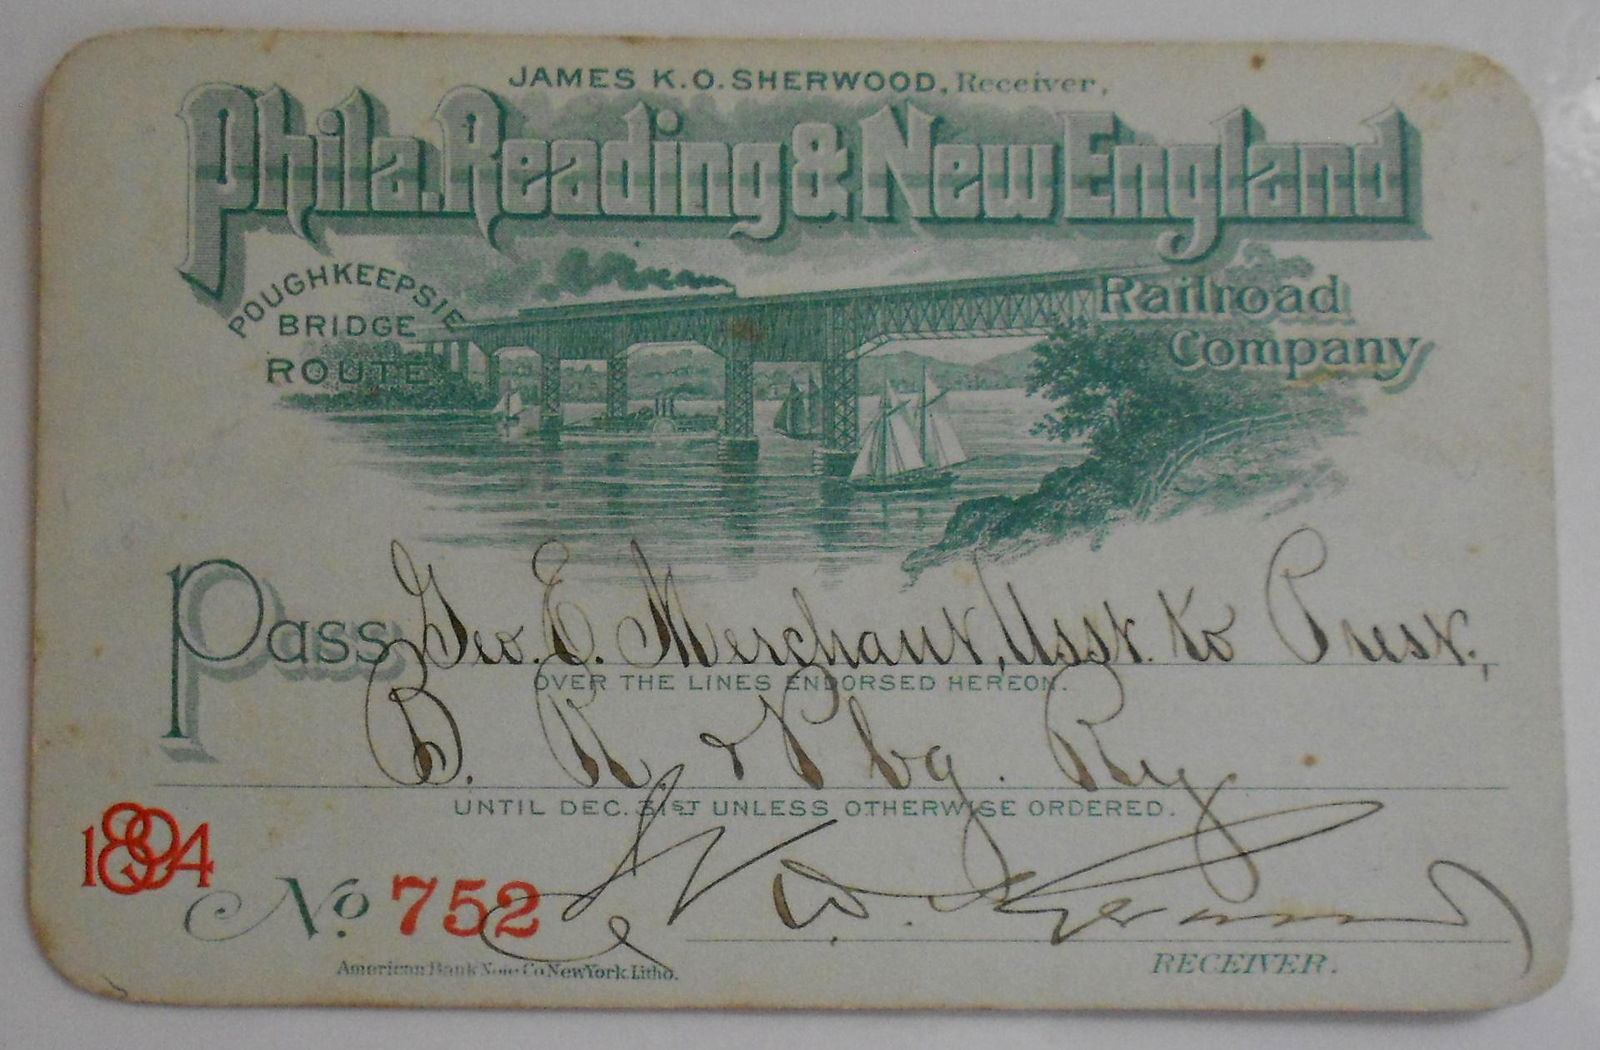 JAMES K. O. SHERWOOD, Receiver,
Phila. Reading & New England
Railroad
Company
POUGHKEEPSIE
BRIDGE
ROUTE
Pass Geo. E. Merchant, Asst. to Prest.,
OVER THE LINES ENDORSED HEREON.
B. R & Pbg. Ry
UNTIL DEC. 31ST UNLESS OTHERWISE ORDERED.
1894
No. 752
RECEIVER.
American Bank Note Co. New York. Litho.